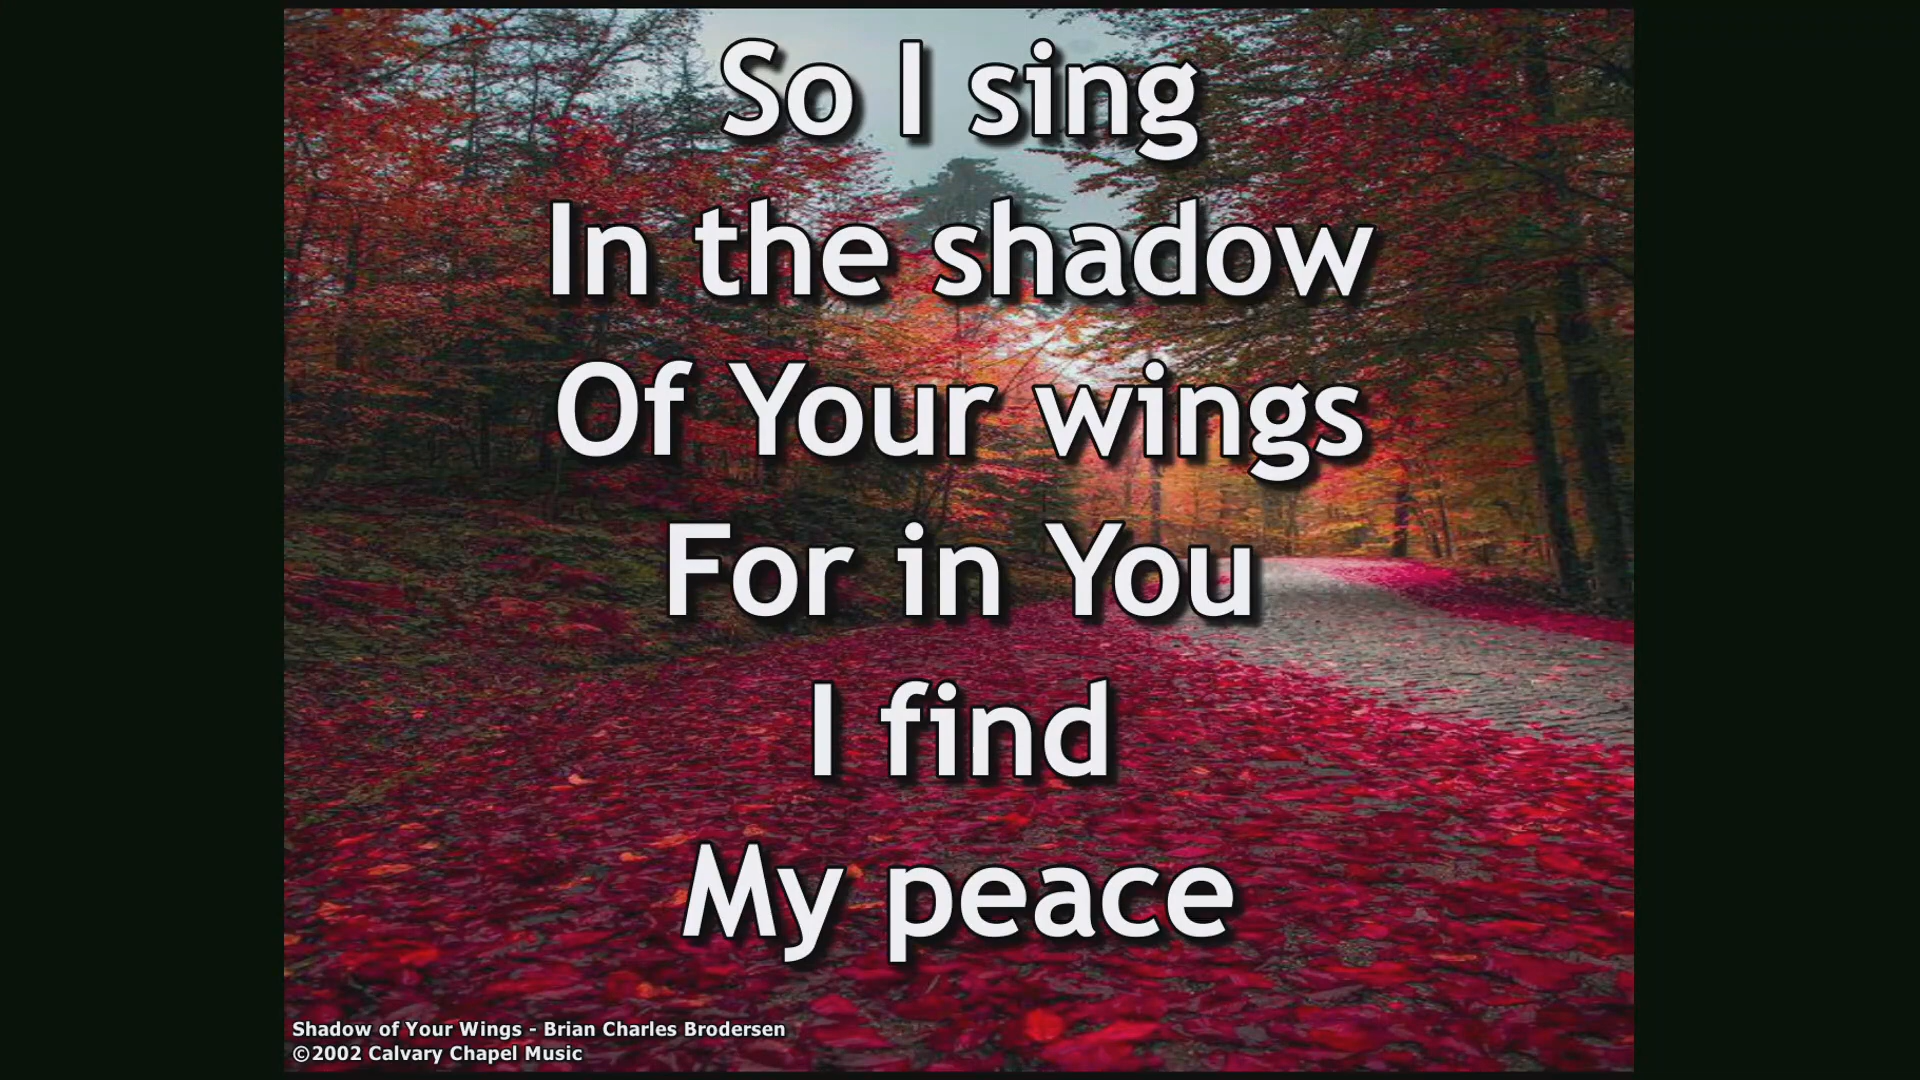 So I sing
In the shadow
Of Your wings
For in You
I find
My peace
Shadow of Your Wings - Brian Charles Brodersen
©2002 Calvary Chapel Music